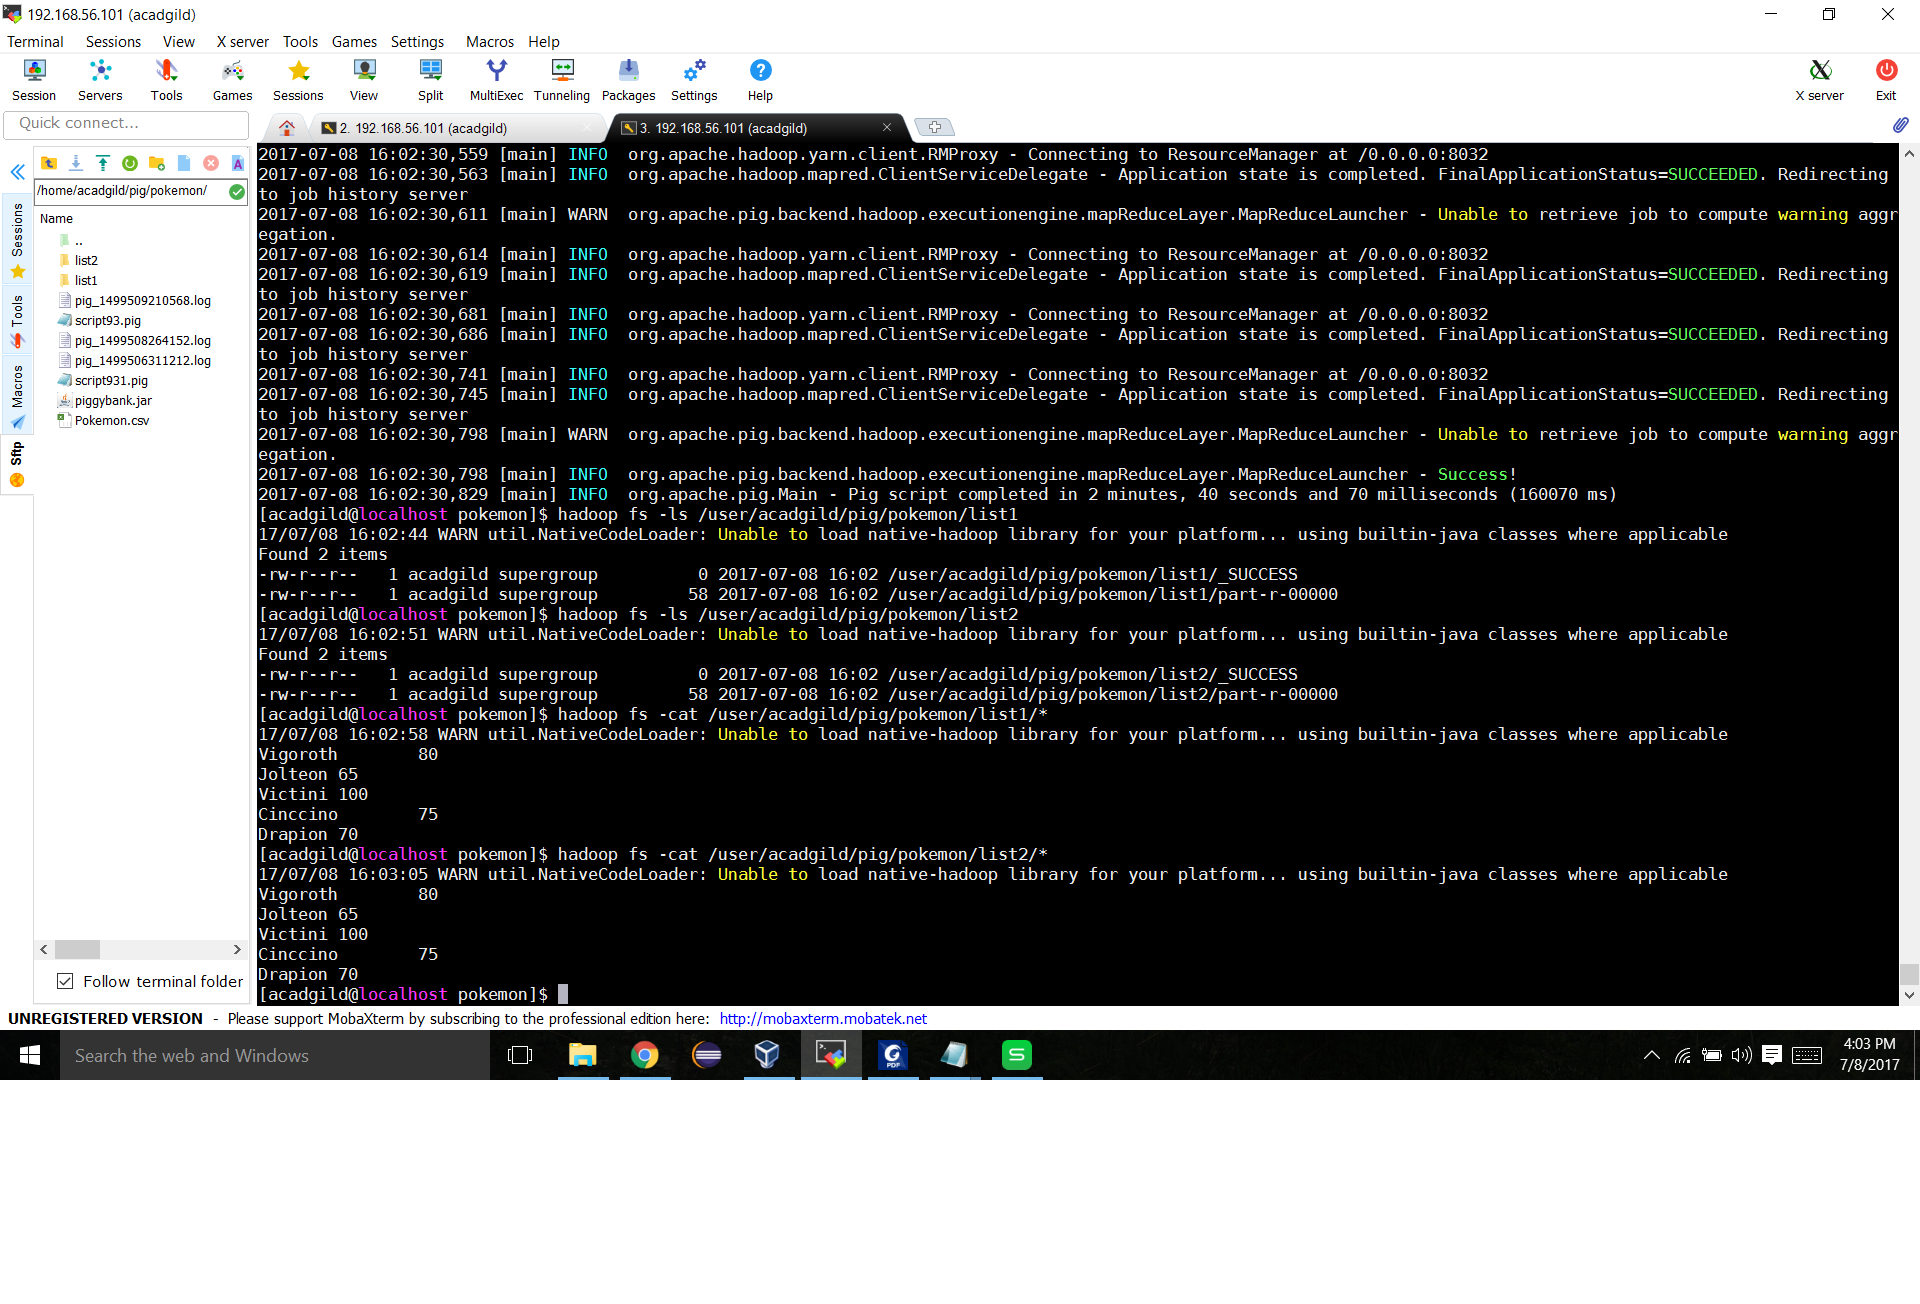 192.168.56.101 (acadgild)
Terminal Sessions View X server Tools Games Settings Macros Help
Session Servers Tools Games Sessions View Split MultiExec Tunneling Packages Settings Help X server Exit
Quick connect...
2. 192.168.56.101 (acadgild)
3. 192.168.56.101 (acadgild)
/home/acadgild/pig/pokemon/
Name
..
list2
list1
pig_1499509210568.log
script93.pig
pig_1499508264152.log
pig_1499506311212.log
script931.pig
piggybank.jar
Pokemon.csv
Sessions
Tools
Macros
Sftp
Follow terminal folder
2017-07-08 16:02:30,559 [main] INFO  org.apache.hadoop.yarn.client.RMProxy - Connecting to ResourceManager at /0.0.0.0:8032
2017-07-08 16:02:30,563 [main] INFO  org.apache.hadoop.mapred.ClientServiceDelegate - Application state is completed. FinalApplicationStatus=SUCCEEDED. Redirecting
to job history server
2017-07-08 16:02:30,611 [main] WARN  org.apache.pig.backend.hadoop.executionengine.mapReduceLayer.MapReduceLauncher - Unable to retrieve job to compute warning aggr
egation.
2017-07-08 16:02:30,614 [main] INFO  org.apache.hadoop.yarn.client.RMProxy - Connecting to ResourceManager at /0.0.0.0:8032
2017-07-08 16:02:30,619 [main] INFO  org.apache.hadoop.mapred.ClientServiceDelegate - Application state is completed. FinalApplicationStatus=SUCCEEDED. Redirecting
to job history server
2017-07-08 16:02:30,681 [main] INFO  org.apache.hadoop.yarn.client.RMProxy - Connecting to ResourceManager at /0.0.0.0:8032
2017-07-08 16:02:30,686 [main] INFO  org.apache.hadoop.mapred.ClientServiceDelegate - Application state is completed. FinalApplicationStatus=SUCCEEDED. Redirecting
to job history server
2017-07-08 16:02:30,741 [main] INFO  org.apache.hadoop.yarn.client.RMProxy - Connecting to ResourceManager at /0.0.0.0:8032
2017-07-08 16:02:30,745 [main] INFO  org.apache.hadoop.mapred.ClientServiceDelegate - Application state is completed. FinalApplicationStatus=SUCCEEDED. Redirecting
to job history server
2017-07-08 16:02:30,798 [main] WARN  org.apache.pig.backend.hadoop.executionengine.mapReduceLayer.MapReduceLauncher - Unable to retrieve job to compute warning aggr
egation.
2017-07-08 16:02:30,798 [main] INFO  org.apache.pig.backend.hadoop.executionengine.mapReduceLayer.MapReduceLauncher - Success!
2017-07-08 16:02:30,829 [main] INFO  org.apache.pig.Main - Pig script completed in 2 minutes, 40 seconds and 70 milliseconds (160070 ms)
[acadgild@localhost pokemon]$ hadoop fs -ls /user/acadgild/pig/pokemon/list1
17/07/08 16:02:44 WARN util.NativeCodeLoader: Unable to load native-hadoop library for your platform... using builtin-java classes where applicable
Found 2 items
-rw-r--r--   1 acadgild supergroup          0 2017-07-08 16:02 /user/acadgild/pig/pokemon/list1/_SUCCESS
-rw-r--r--   1 acadgild supergroup         58 2017-07-08 16:02 /user/acadgild/pig/pokemon/list1/part-r-00000
[acadgild@localhost pokemon]$ hadoop fs -ls /user/acadgild/pig/pokemon/list2
17/07/08 16:02:51 WARN util.NativeCodeLoader: Unable to load native-hadoop library for your platform... using builtin-java classes where applicable
Found 2 items
-rw-r--r--   1 acadgild supergroup          0 2017-07-08 16:02 /user/acadgild/pig/pokemon/list2/_SUCCESS
-rw-r--r--   1 acadgild supergroup         58 2017-07-08 16:02 /user/acadgild/pig/pokemon/list2/part-r-00000
[acadgild@localhost pokemon]$ hadoop fs -cat /user/acadgild/pig/pokemon/list1/*
17/07/08 16:02:58 WARN util.NativeCodeLoader: Unable to load native-hadoop library for your platform... using builtin-java classes where applicable
Vigoroth        80
Jolteon 65
Victini 100
Cinccino        75
Drapion 70
[acadgild@localhost pokemon]$ hadoop fs -cat /user/acadgild/pig/pokemon/list2/*
17/07/08 16:03:05 WARN util.NativeCodeLoader: Unable to load native-hadoop library for your platform... using builtin-java classes where applicable
Vigoroth        80
Jolteon 65
Victini 100
Cinccino        75
Drapion 70
[acadgild@localhost pokemon]$
UNREGISTERED VERSION - Please support MobaXterm by subscribing to the professional edition here: http://mobaxterm.mobatek.net
Search the web and Windows
PDF
S
4:03 PM
7/8/2017